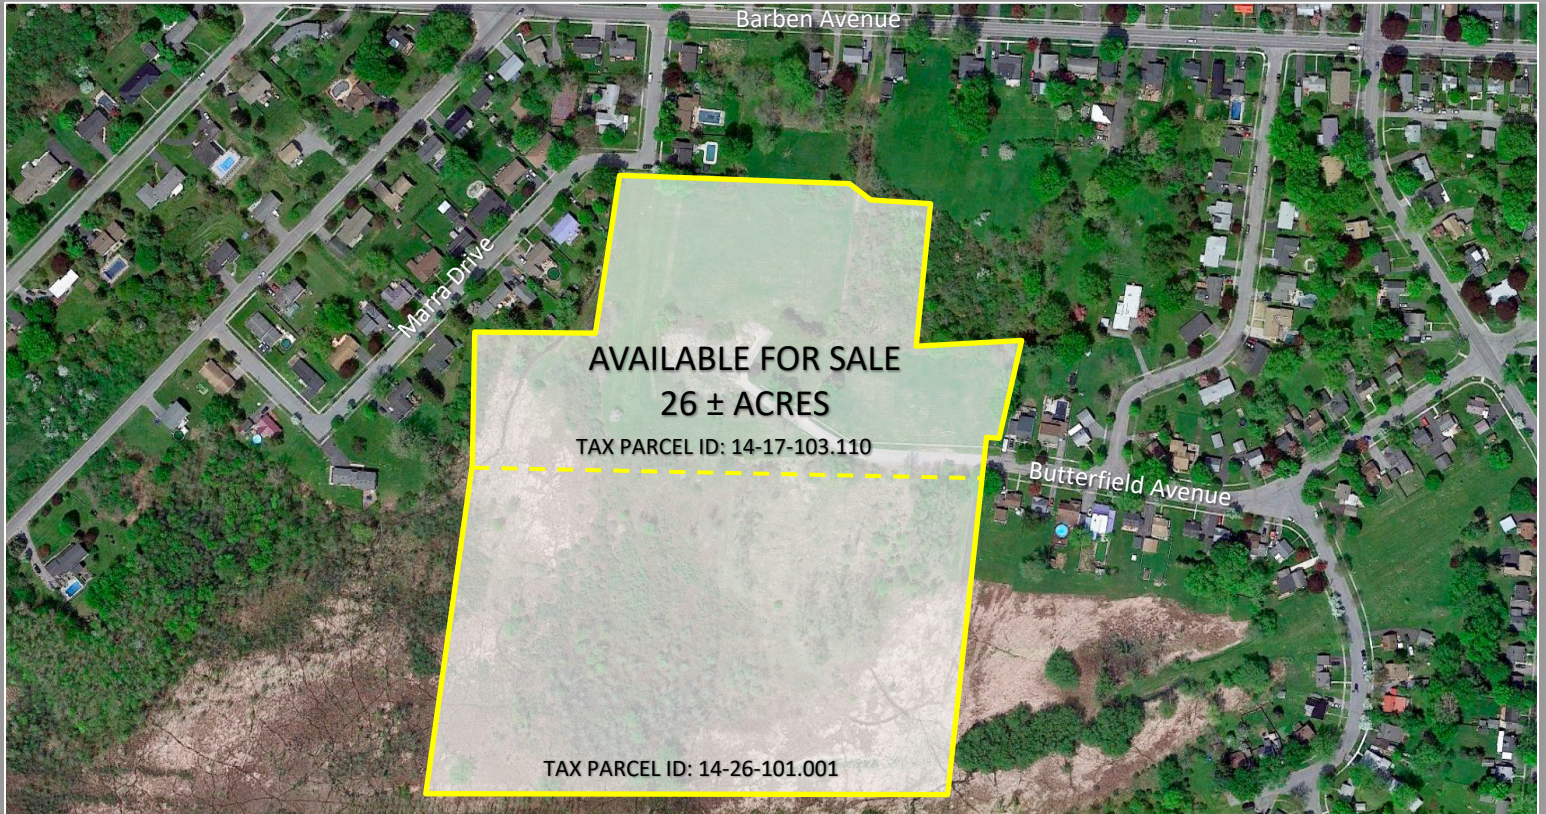 Barben Avenue
Marra Drive
AVAILABLE FOR SALE
26 ± ACRES
TAX PARCEL ID: 14-17-103.110
Butterfield Avenue
TAX PARCEL ID: 14-26-101.001